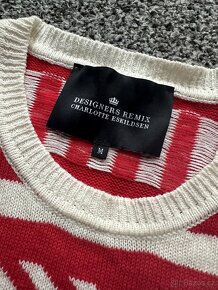 DESIGNERS REMIX
CHARLOTTE ESKILDSEN
M